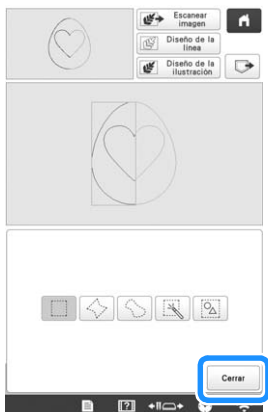 Escanear
imagen
Diseño de la
línea
Diseño de la
ilustración
Cerrar